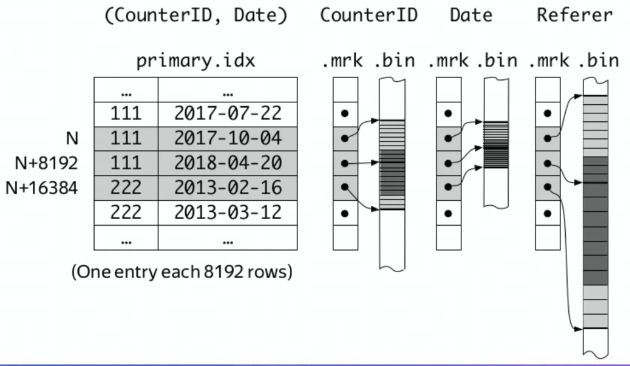 (CounterID, Date) CounterID Date Referer
primary.idx .mrk .bin .mrk .bin .mrk .bin
… …
111 2017-07-22
N 111 2017-10-04
N+8192 111 2018-04-20
N+16384 222 2013-02-16
222 2013-03-12
… …
(One entry each 8192 rows)